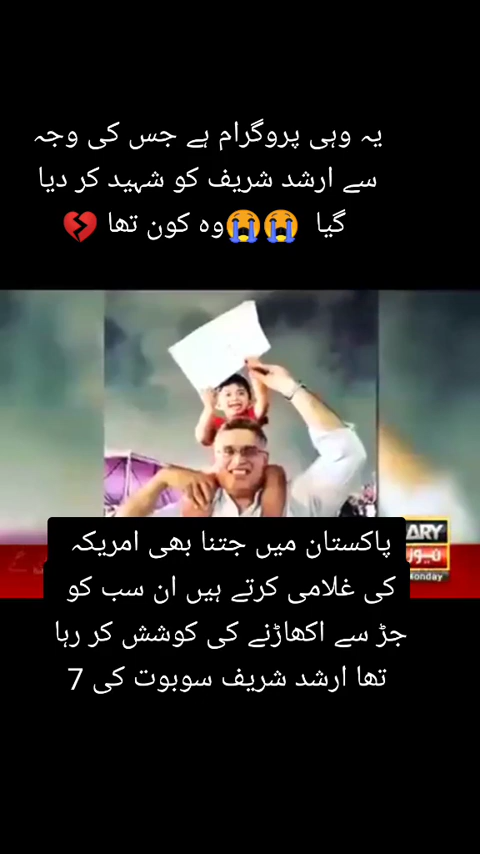 یہ وہی پروگرام ہے جس کی وجہ
سے ارشد شریف کو شہید کر دیا
گیا 😭😭وہ کون تھا 💔
پاکستان میں جتنا بھی امریکہ
کی غلامی کرتے ہیں ان سب کو
جڑ سے اکھاڑنے کی کوشش کر رہا
تھا ارشد شریف سوبوت کی 7
ARY
نیوز
Monday